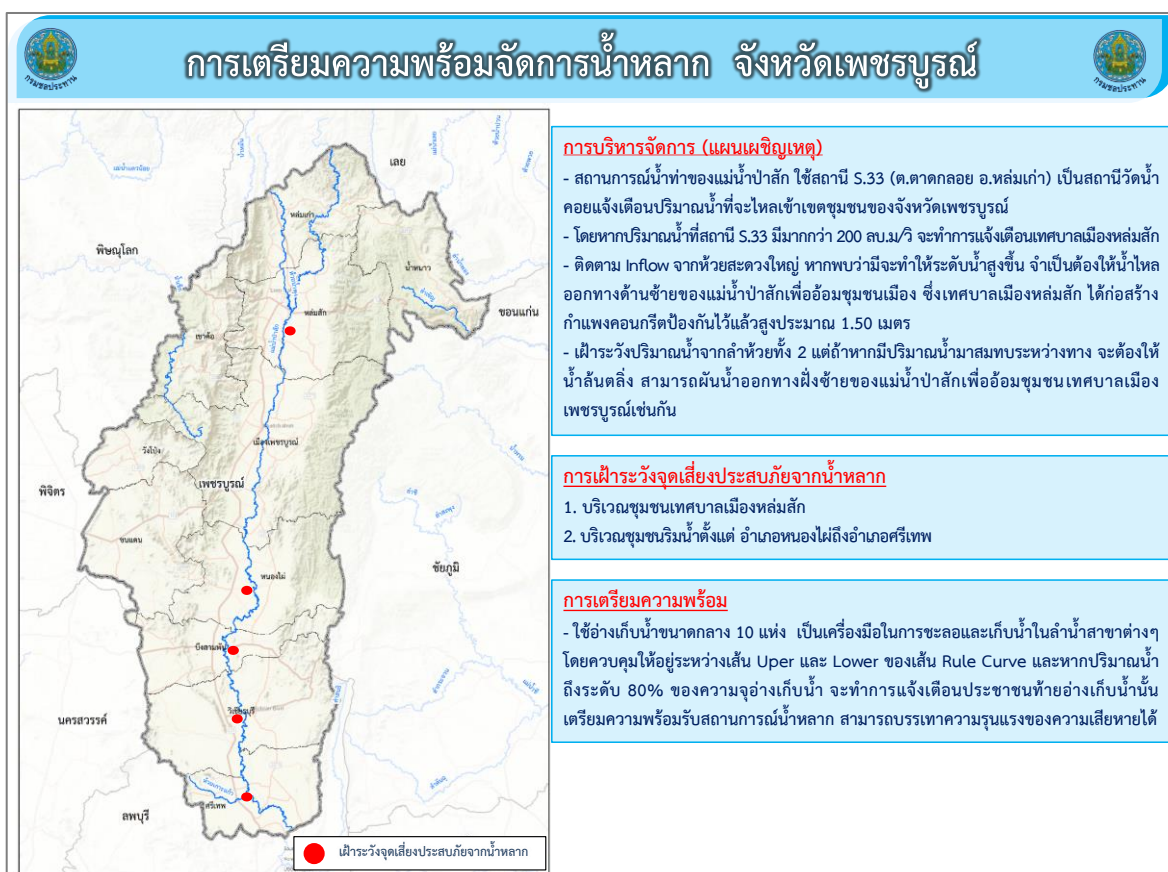 การเตรียมความพร้อมจัดการน้ำหลาก จังหวัดเพชรบูรณ์
กรมชลประทาน
กรมชลประทาน
การบริหารจัดการ (แผนเผชิญเหตุ)
- สถานการณ์น้ำท่าของแม่น้ำป่าสัก ใช้สถานี S.33 (ต.ตาดกลอย อ.หล่มเก่า) เป็นสถานีวัดน้ำ
คอยแจ้งเตือนปริมาณน้ำที่จะไหลเข้าเขตชุมชนของจังหวัดเพชรบูรณ์
- โดยหากปริมาณน้ำที่สถานี S.33 มีมากกว่า 200 ลบ.ม/วิ จะทำการแจ้งเตือนเทศบาลเมืองหล่มสัก
- ติดตาม Inflow จากห้วยสะดวงใหญ่ หากพบว่ามีจะทำให้ระดับน้ำสูงขึ้น จำเป็นต้องให้น้ำไหล
ออกทางด้านซ้ายของแม่น้ำป่าสักเพื่ออ้อมชุมชนเมือง ซึ่งเทศบาลเมืองหล่มสัก ได้ก่อสร้าง
กำแพงคอนกรีตป้องกันไว้แล้วสูงประมาณ 1.50 เมตร
- เฝ้าระวังปริมาณน้ำจากลำห้วยทั้ง 2 แต่ถ้าหากมีปริมาณน้ำมาสมทบระหว่างทาง จะต้องให้
น้ำล้นตลิ่ง สามารถผันน้ำออกทางฝั่งซ้ายของแม่น้ำป่าสักเพื่ออ้อมชุมชนเทศบาลเมือง
เพชรบูรณ์เช่นกัน
การเฝ้าระวังจุดเสี่ยงประสบภัยจากน้ำหลาก
1. บริเวณชุมชนเทศบาลเมืองหล่มสัก
2. บริเวณชุมชนริมน้ำตั้งแต่ อำเภอหนองไผ่ถึงอำเภอศรีเทพ
การเตรียมความพร้อม
- ใช้อ่างเก็บน้ำขนาดกลาง 10 แห่ง เป็นเครื่องมือในการชะลอและเก็บน้ำในลำน้ำสาขาต่างๆ
โดยควบคุมให้อยู่ระหว่างเส้น Uper และ Lower ของเส้น Rule Curve และหากปริมาณน้ำ
ถึงระดับ 80% ของความจุอ่างเก็บน้ำ จะทำการแจ้งเตือนประชาชนท้ายอ่างเก็บน้ำนั้น
เตรียมความพร้อมรับสถานการณ์น้ำหลาก สามารถบรรเทาความรุนแรงของความเสียหายได้
เลย
หล่มเก่า
พิษณุโลก
น้ำหนาว
ขอนแก่น
หล่มสัก
เขาค้อ
แม่น้ำป่าสัก
เมืองเพชรบูรณ์
วังโป่ง
เพชรบูรณ์
พิจิตร
ชนแดน
ชัยภูมิ
หนองไผ่
บึงสามพัน
นครสวรรค์
วิเชียรบุรี
ศรีเทพ
ลพบุรี
เฝ้าระวังจุดเสี่ยงประสบภัยจากน้ำหลาก